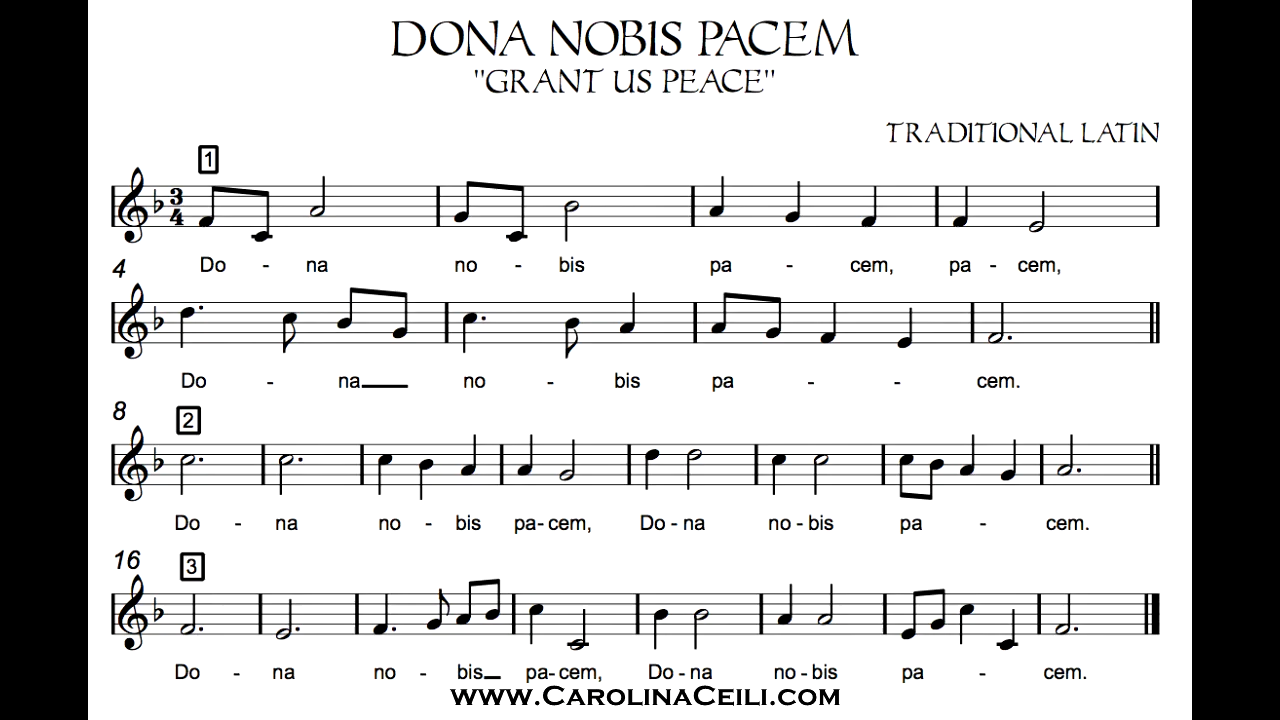 DONA NOBIS PACEM
"GRANT US PEACE"
TRADITIONAL LATIN
1
3
4
Do - na no - bis pa - cem, pa - cem,
4
Do - na no - bis pa - - cem.
8
2
Do - na no - bis pa- cem, Do - na no - bis pa - cem.
16
3
Do - na no - bis pa- cem, Do - na no - bis pa - cem.
www.CarolinaCeili.com